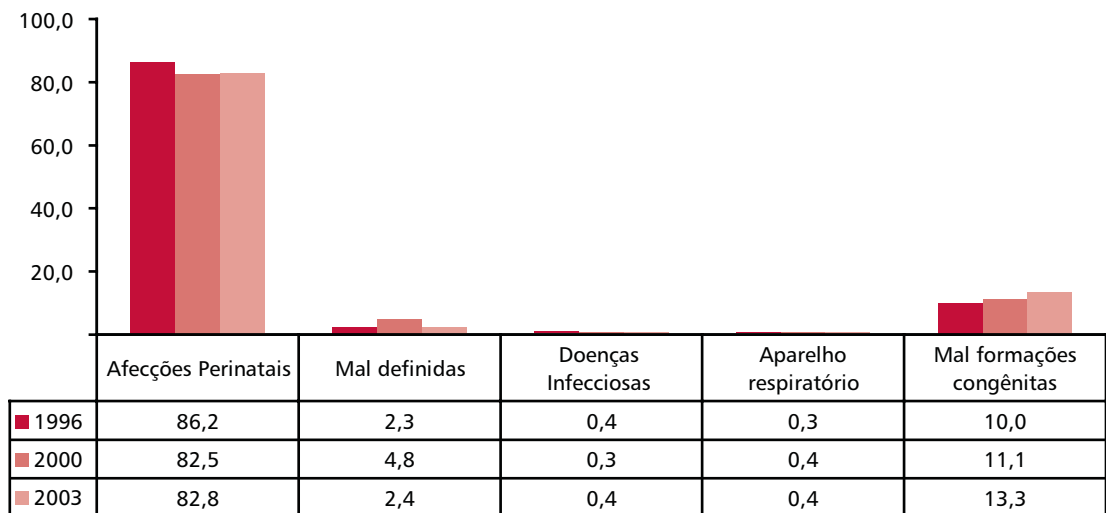 100,0
80,0
60,0
40,0
20,0
Afecções Perinatais Mal definidas Doenças Infecciosas Aparelho respiratório Mal formações congênitas
1996 86,2 2,3 0,4 0,3 10,0
2000 82,5 4,8 0,3 0,4 11,1
2003 82,8 2,4 0,4 0,4 13,3